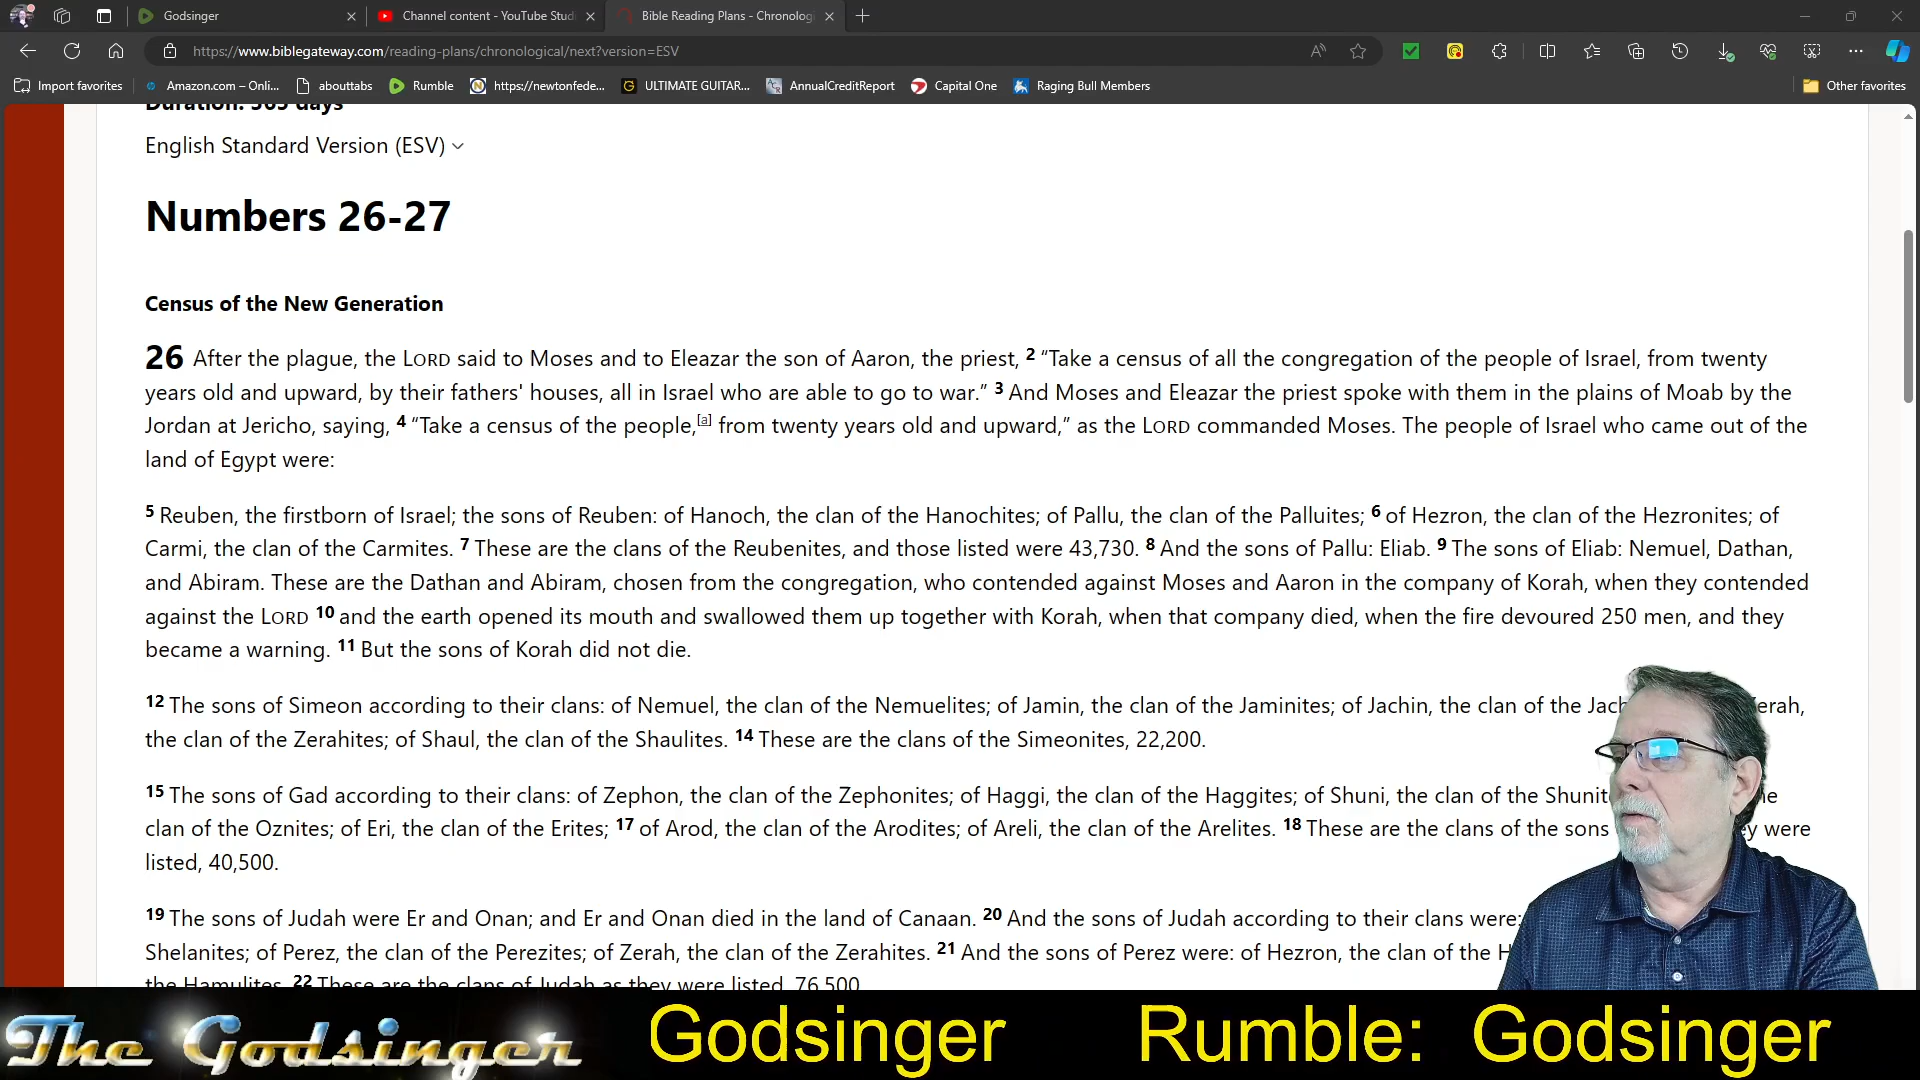 Godsinger
Channel content - YouTube Studi
Bible Reading Plans - Chronolog
https://www.biblegateway.com/reading-plans/chronological/next?version=ESV
Import favorites
Amazon.com – Onli...
abouttabs
Rumble
https://newtonfede...
ULTIMATE GUITAR...
AnnualCreditReport
Capital One
Raging Bull Members
Other favorites
Duration: 365 days
English Standard Version (ESV)
Numbers 26-27
Census of the New Generation
26 After the plague, the LORD said to Moses and to Eleazar the son of Aaron, the priest, 2 “Take a census of all the congregation of the people of Israel, from twenty
years old and upward, by their fathers' houses, all in Israel who are able to go to war.” 3 And Moses and Eleazar the priest spoke with them in the plains of Moab by the
Jordan at Jericho, saying, 4 “Take a census of the people,[a] from twenty years old and upward,” as the LORD commanded Moses. The people of Israel who came out of the
land of Egypt were:
5 Reuben, the firstborn of Israel; the sons of Reuben: of Hanoch, the clan of the Hanochites; of Pallu, the clan of the Palluites; 6 of Hezron, the clan of the Hezronites; of
Carmi, the clan of the Carmites. 7 These are the clans of the Reubenites, and those listed were 43,730. 8 And the sons of Pallu: Eliab. 9 The sons of Eliab: Nemuel, Dathan,
and Abiram. These are the Dathan and Abiram, chosen from the congregation, who contended against Moses and Aaron in the company of Korah, when they contended
against the LORD 10 and the earth opened its mouth and swallowed them up together with Korah, when that company died, when the fire devoured 250 men, and they
became a warning. 11 But the sons of Korah did not die.
12 The sons of Simeon according to their clans: of Nemuel, the clan of the Nemuelites; of Jamin, the clan of the Jaminites; of Jachin, the clan of the Jach erah,
the clan of the Zerahites; of Shaul, the clan of the Shaulites. 14 These are the clans of the Simeonites, 22,200.
15 The sons of Gad according to their clans: of Zephon, the clan of the Zephonites; of Haggi, the clan of the Haggites; of Shuni, the clan of the Shunit he
clan of the Oznites; of Eri, the clan of the Erites; 17 of Arod, the clan of the Arodites; of Areli, the clan of the Arelites. 18 These are the clans of the sons ey were
listed, 40,500.
19 The sons of Judah were Er and Onan; and Er and Onan died in the land of Canaan. 20 And the sons of Judah according to their clans were:
Shelanites; of Perez, the clan of the Perezites; of Zerah, the clan of the Zerahites. 21 And the sons of Perez were: of Hezron, the clan of the H
the Hamulites. 22 These are the clans of Judah as they were listed, 76,500.
The Godsinger
Godsinger
Rumble: Godsinger